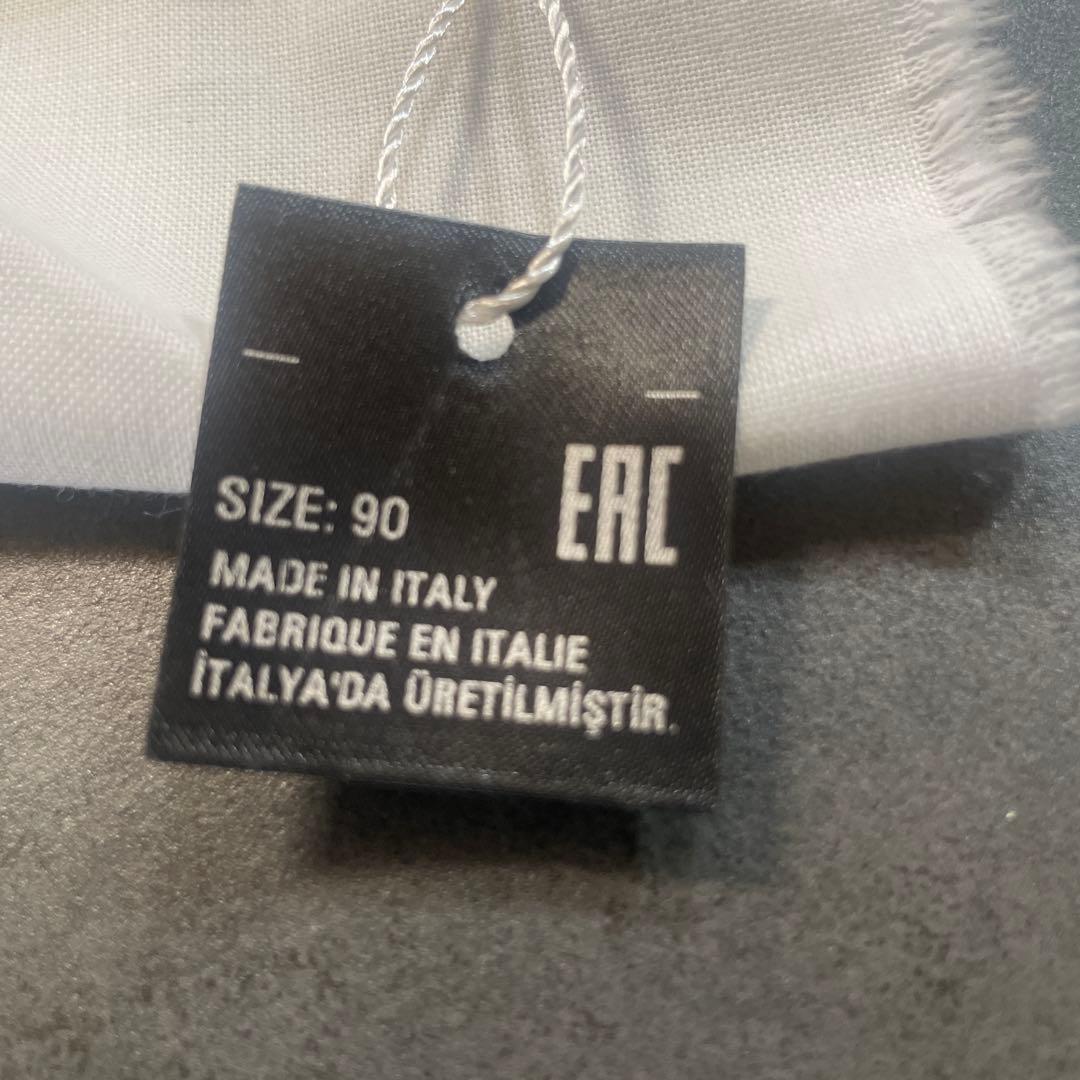 EAC
SIZE: 90
MADE IN ITALY
FABRIQUE EN ITALIE
İTALYA'DA ÜRETİLMİŞTİR.